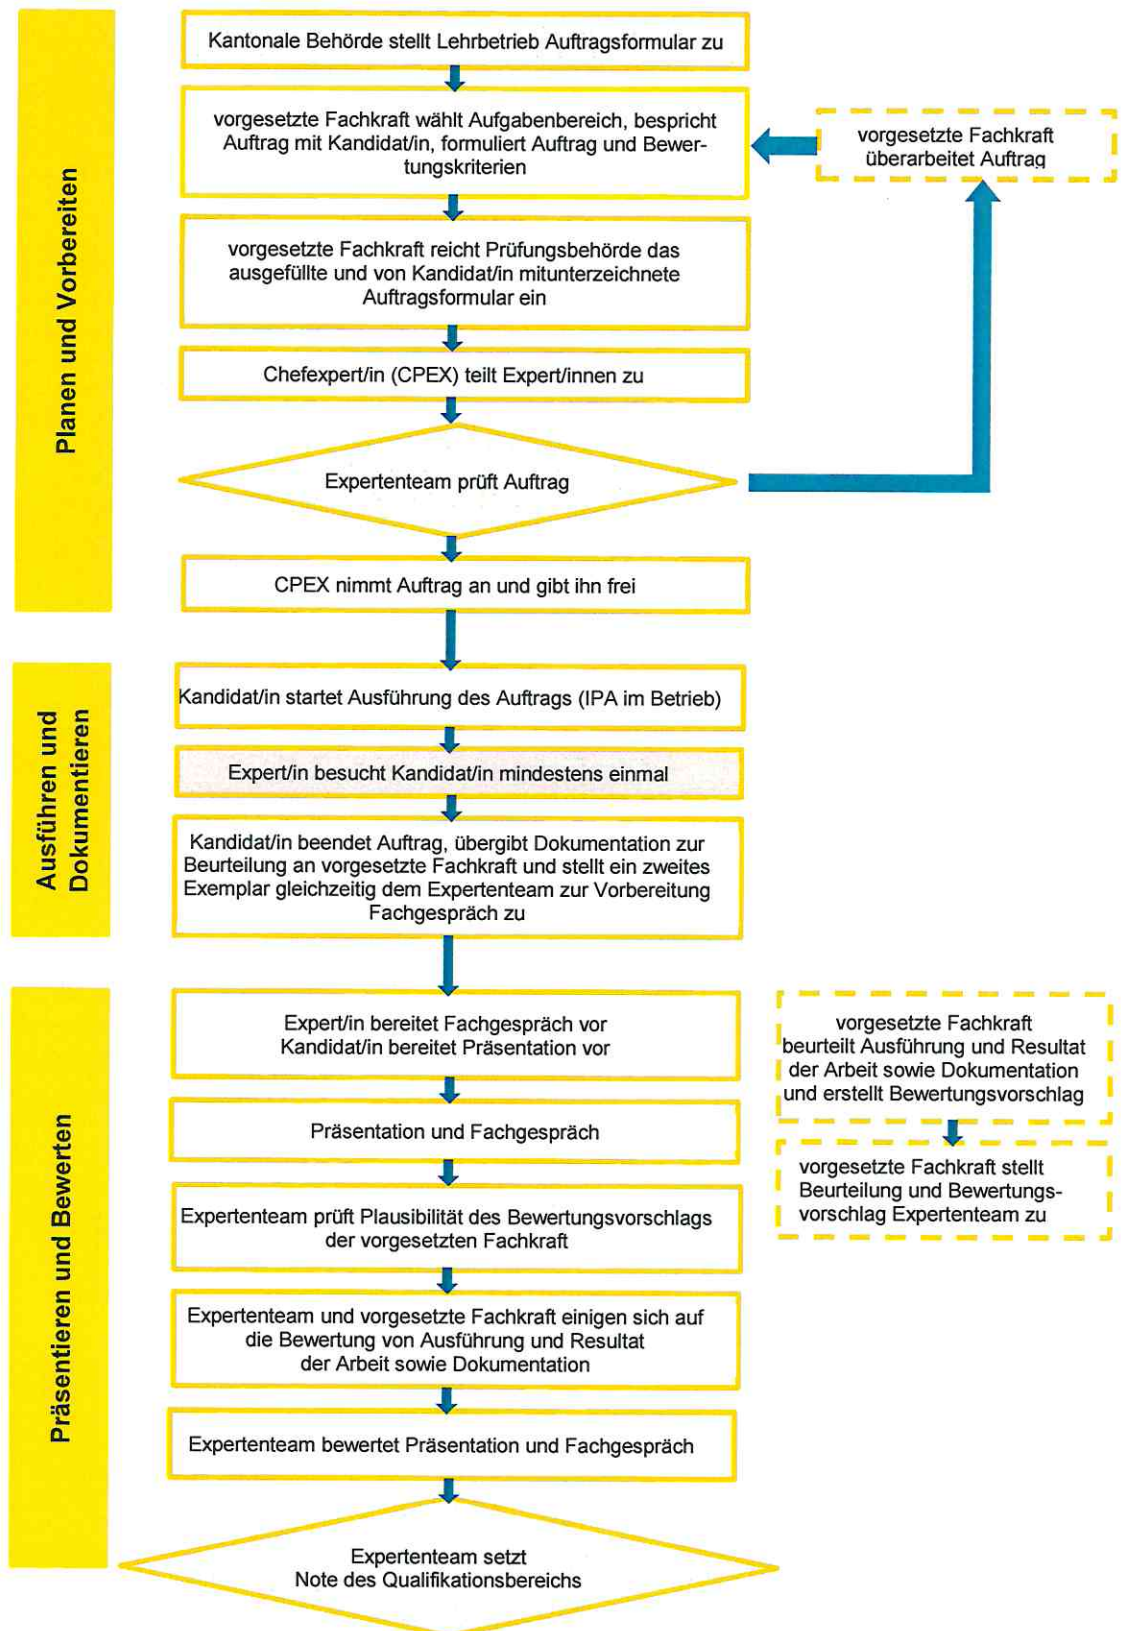 Planen und Vorbereiten
Kantonale Behörde stellt Lehrbetrieb Auftragsformular zu
vorgesetzte Fachkraft wählt Aufgabenbereich, bespricht
Auftrag mit Kandidat/in, formuliert Auftrag und Bewer-
tungskriterien
vorgesetzte Fachkraft
überarbeitet Auftrag
vorgesetzte Fachkraft reicht Prüfungsbehörde das
ausgefüllte und von Kandidat/in mitunterzeichnete
Auftragsformular ein
Chefexpert/in (CPEX) teilt Expert/innen zu
Expertenteam prüft Auftrag
CPEX nimmt Auftrag an und gibt ihn frei
Ausführen und
Dokumentieren
Kandidat/in startet Ausführung des Auftrags (IPA im Betrieb)
Expert/in besucht Kandidat/in mindestens einmal
Kandidat/in beendet Auftrag, übergibt Dokumentation zur
Beurteilung an vorgesetzte Fachkraft und stellt ein zweites
Exemplar gleichzeitig dem Expertenteam zur Vorbereitung
Fachgespräch zu
Präsentieren und Bewerten
Expert/in bereitet Fachgespräch vor
Kandidat/in bereitet Präsentation vor
vorgesetzte Fachkraft
beurteilt Ausführung und Resultat
der Arbeit sowie Dokumentation
und erstellt Bewertungsvorschlag
Präsentation und Fachgespräch
vorgesetzte Fachkraft stellt
Beurteilung und Bewertungs-
vorschlag Expertenteam zu
Expertenteam prüft Plausibilität des Bewertungsvorschlags
der vorgesetzten Fachkraft
Expertenteam und vorgesetzte Fachkraft einigen sich auf
die Bewertung von Ausführung und Resultat
der Arbeit sowie Dokumentation
Expertenteam bewertet Präsentation und Fachgespräch
Expertenteam setzt
Note des Qualifikationsbereichs